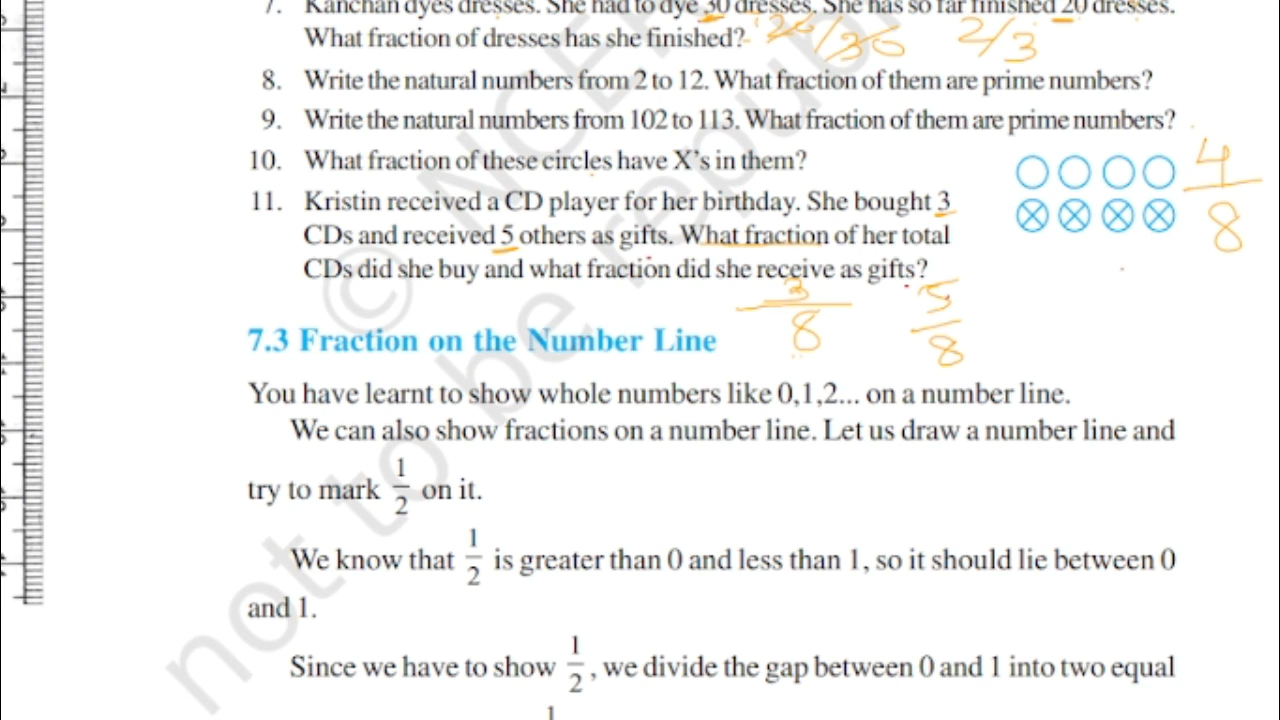 7. Kanchan dyes dresses. She had to dye 30 dresses. She has so far finished 20 dresses.
What fraction of dresses has she finished? 20/30 2/3
8. Write the natural numbers from 2 to 12. What fraction of them are prime numbers?
9. Write the natural numbers from 102 to 113. What fraction of them are prime numbers?
10. What fraction of these circles have X's in them? 4/8
11. Kristin received a CD player for her birthday. She bought 3
CDs and received 5 others as gifts. What fraction of her total
CDs did she buy and what fraction did she receive as gifts?
3/8 5/8
7.3 Fraction on the Number Line
You have learnt to show whole numbers like 0,1,2... on a number line.
We can also show fractions on a number line. Let us draw a number line and
try to mark 1/2 on it.
We know that 1/2 is greater than 0 and less than 1, so it should lie between 0
and 1.
Since we have to show 1/2, we divide the gap between 0 and 1 into two equal
1
© NCER
not to be republ